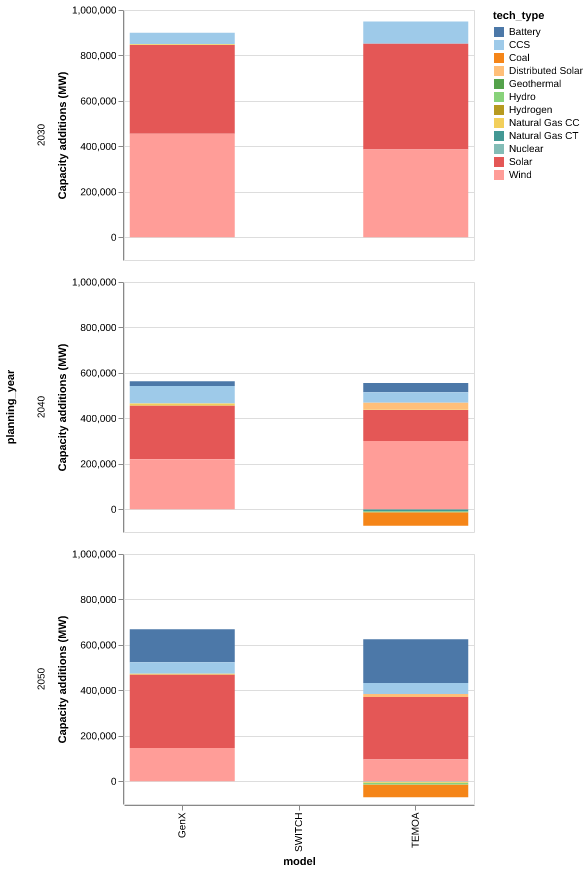 tech_type
Battery
CCS
Coal
Distributed Solar
Geothermal
Hydro
Hydrogen
Natural Gas CC
Natural Gas CT
Nuclear
Solar
Wind
planning_year
2030
Capacity additions (MW)
1,000,000
800,000
600,000
400,000
200,000
0
2040
Capacity additions (MW)
1,000,000
800,000
600,000
400,000
200,000
0
2050
Capacity additions (MW)
1,000,000
800,000
600,000
400,000
200,000
0
GenX
SWITCH
TEMOA
model